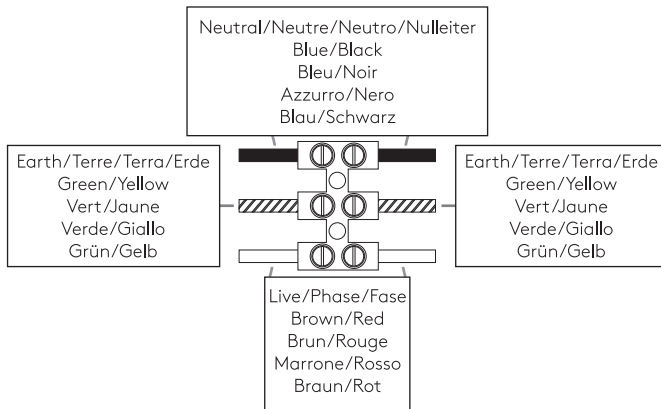 Neutral/Neutre/Neutro/Nulleiter
Blue/Black
Bleu/Noir
Azzurro/Nero
Blau/Schwarz
Earth/Terre/Terra/Erde
Green/Yellow
Vert/Jaune
Verde/Giallo
Grün/Gelb
Earth/Terre/Terra/Erde
Green/Yellow
Vert/Jaune
Verde/Giallo
Grün/Gelb
Live/Phase/Fase
Brown/Red
Brun/Rouge
Marrone/Rosso
Braun/Rot